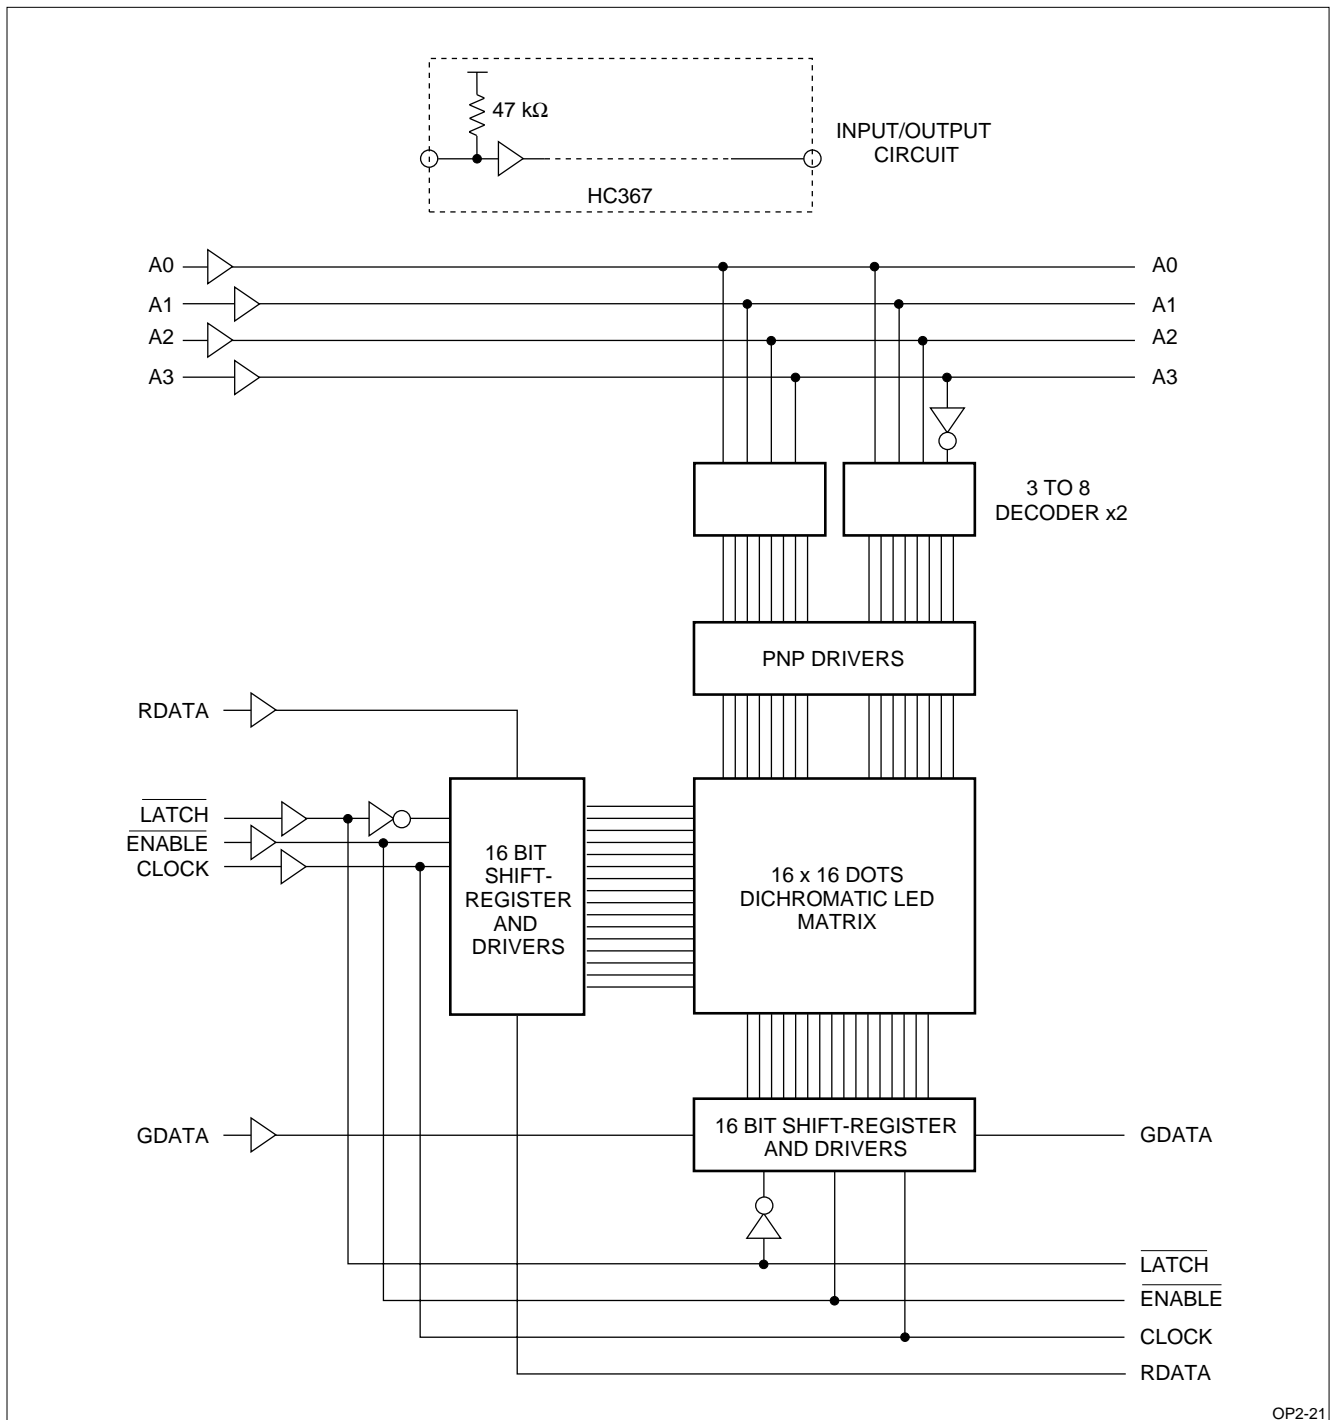 47 kΩ
INPUT/OUTPUT
CIRCUIT
HC367
A0
A0
A1
A1
A2
A2
A3
A3
3 TO 8
DECODER x2
PNP DRIVERS
RDATA
LATCH
ENABLE
CLOCK
16 BIT
SHIFT-
REGISTER
AND
DRIVERS
16 x 16 DOTS
DICHROMATIC LED
MATRIX
GDATA
16 BIT SHIFT-REGISTER
AND DRIVERS
GDATA
LATCH
ENABLE
CLOCK
RDATA
OP2-21